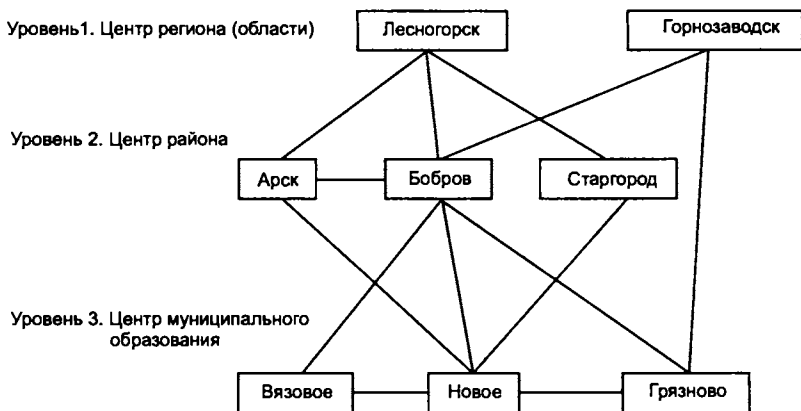 Уровень1. Центр региона (области)
Лесногорск
Горнозаводск
Уровень 2. Центр района
Арск
Бобров
Старгород
Уровень 3. Центр муниципального
образования
Вязовое
Новое
Грязново